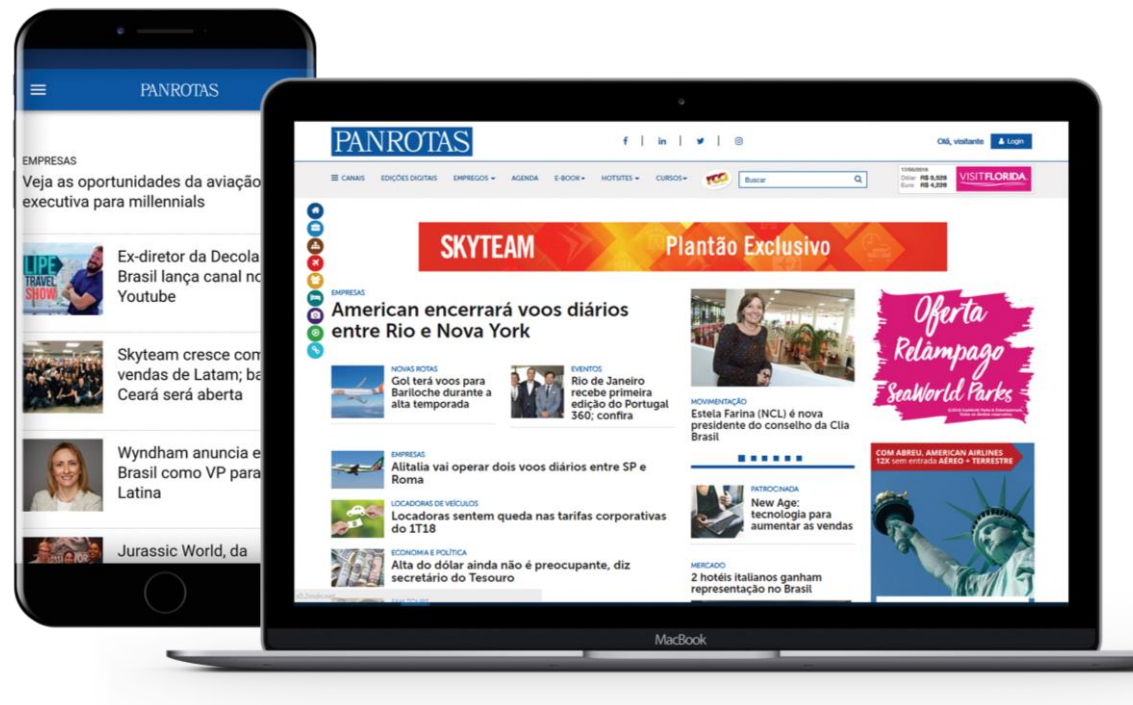 PANROTAS
EMPRESAS
Veja as oportunidades da aviação
executiva para millennials
LIPE
TRAVEL
SHOW
Ex-diretor da Decola
Brasil lança canal no
Youtube
Skyteam cresce com
vendas de Latam; ba
Ceará será aberta
Wyndham anuncia e
Brasil como VP para
Latina
Jurassic World, da
PANROTAS
Olá, visitante
Login
CANAIS
EDIÇÕES DIGITAIS
EMPREGOS
AGENDA
E-BOOK
HOTSITES
CURSOS
Buscar
VISITFLORIDA
SKYTEAM
Plantão Exclusivo
EMPRESAS
American encerrará voos diários
entre Rio e Nova York
NOVAS ROTAS
Gol terá voos para
Bariloche durante a
alta temporada
EVENTOS
Rio de Janeiro
recebe primeira
edição do Portugal
360; confira
EMPRESAS
Alitalia vai operar dois voos diários entre SP e
Roma
LOCADORAS DE VEÍCULOS
Locadoras sentem queda nas tarifas corporativas
do 1T18
ECONOMIA E POLÍTICA
Alta do dólar ainda não é preocupante, diz
secretário do Tesouro
MOVIMENTAÇÃO
Estela Farina (NCL) é nova
presidente do conselho da Clia
Brasil
PATROCINADA
New Age:
tecnologia para
aumentar as vendas
MERCADO
2 hotéis italianos ganham
representação no Brasil
Oferta
Relâmpago
SeaWorld Parks
COM ABREU, AMERICAN AIRLINES
12X sem entrada AÉREO + TERRESTRE
MacBook